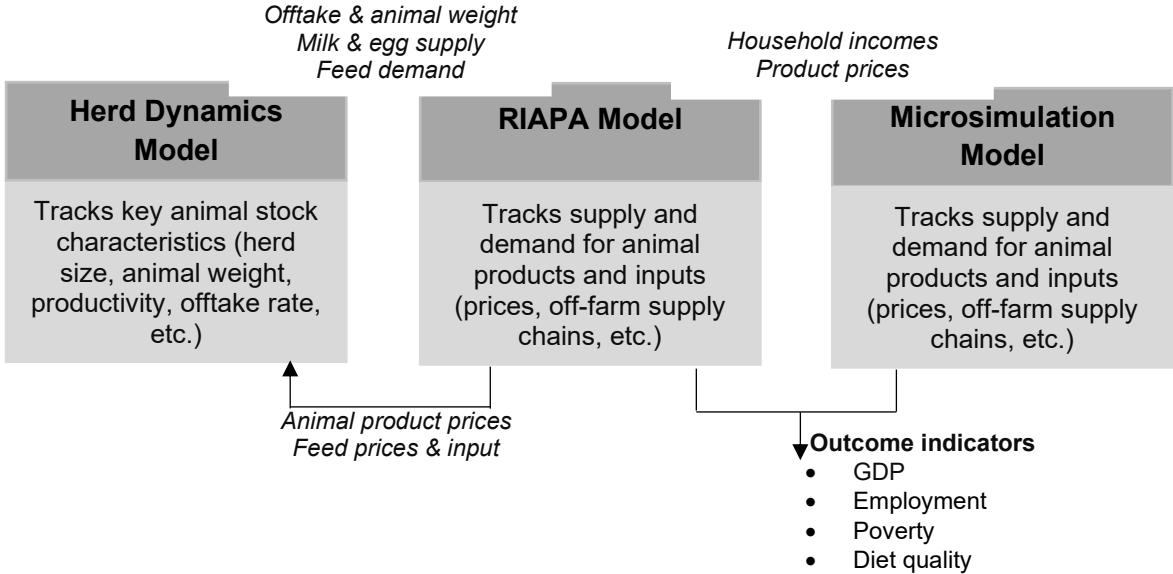 Offtake & animal weight
Milk & egg supply
Feed demand
Household incomes
Product prices
Herd Dynamics
Model
Tracks key animal stock
characteristics (herd
size, animal weight,
productivity, offtake rate,
etc.)
RIAPA Model
Tracks supply and
demand for animal
products and inputs
(prices, off-farm supply
chains, etc.)
Microsimulation
Model
Tracks supply and
demand for animal
products and inputs
(prices, off-farm supply
chains, etc.)
Animal product prices
Feed prices & input
Outcome indicators
• GDP
• Employment
• Poverty
• Diet quality